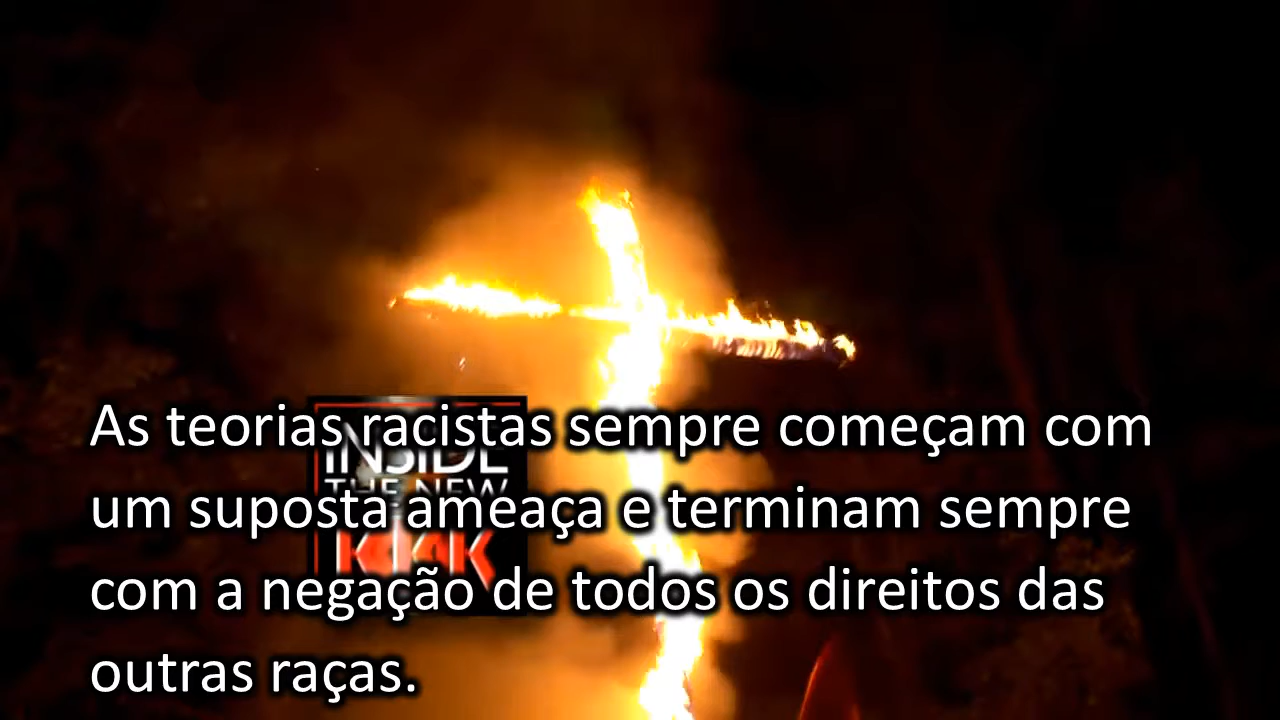 As teorias racistas sempre começam com
INSIDE
um suposta ameaça e terminam sempre
THE NEW
com a negação de todos os direitos das
KKK
outras raças.